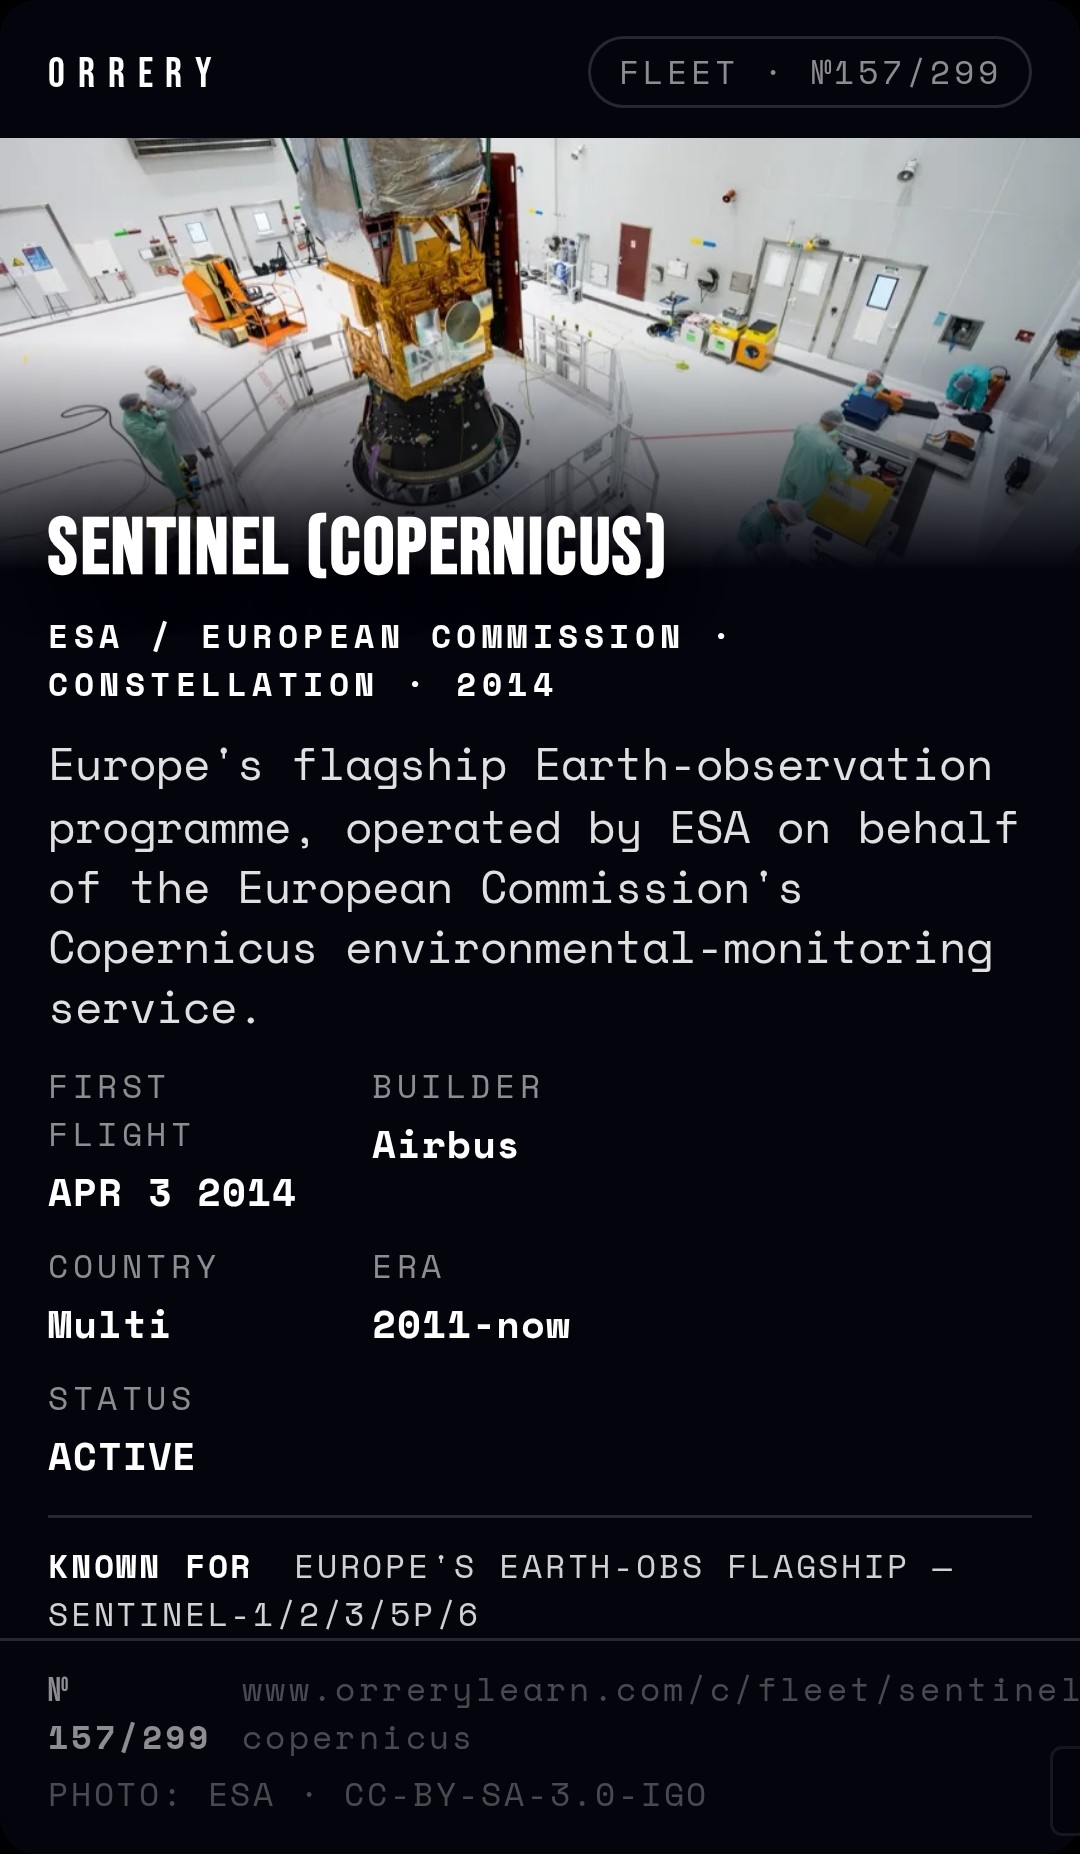 ORRERY
FLEET · №157/299
SENTINEL (COPERNICUS)
ESA / EUROPEAN COMMISSION ·
CONSTELLATION · 2014
Europe's flagship Earth-observation
programme, operated by ESA on behalf
of the European Commission's
Copernicus environmental-monitoring
service.
FIRST
FLIGHT
APR 3 2014
BUILDER
Airbus
COUNTRY
Multi
ERA
2011-now
STATUS
ACTIVE
KNOWN FOR EUROPE'S EARTH-OBS FLAGSHIP —
SENTINEL-1/2/3/5P/6
№
157/299
www.orrerylearn.com/c/fleet/sentinel
copernicus
PHOTO: ESA · CC-BY-SA-3.0-IGO